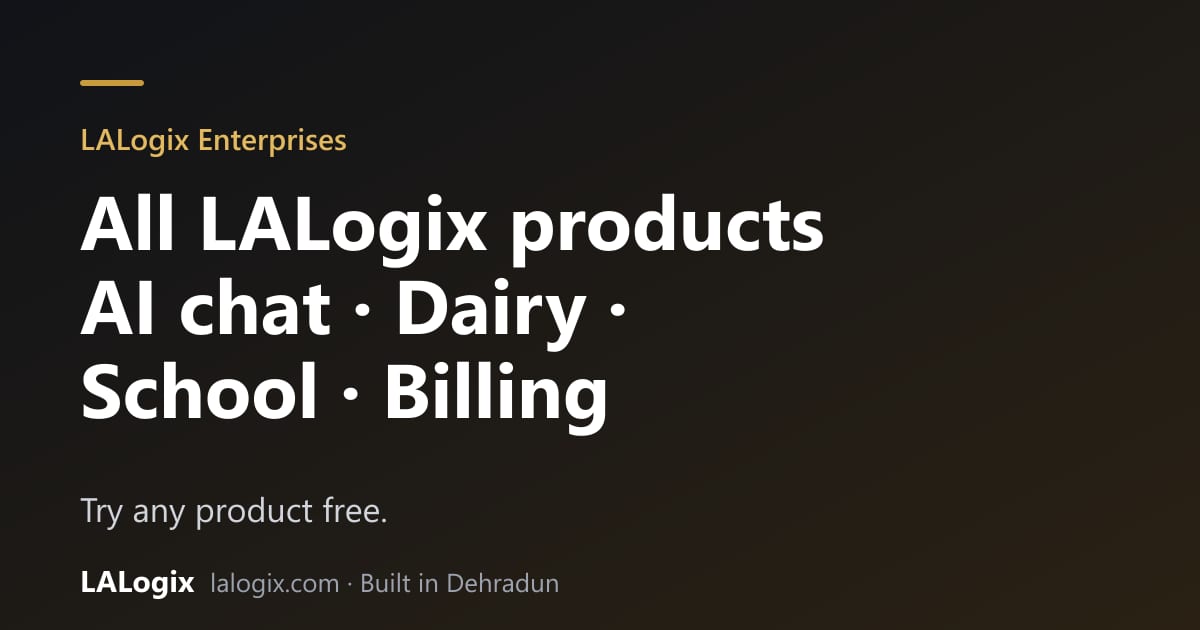 LALogix Enterprises
All LALogix products
AI chat · Dairy ·
School · Billing
Try any product free.
LALogix lalogix.com · Built in Dehradun